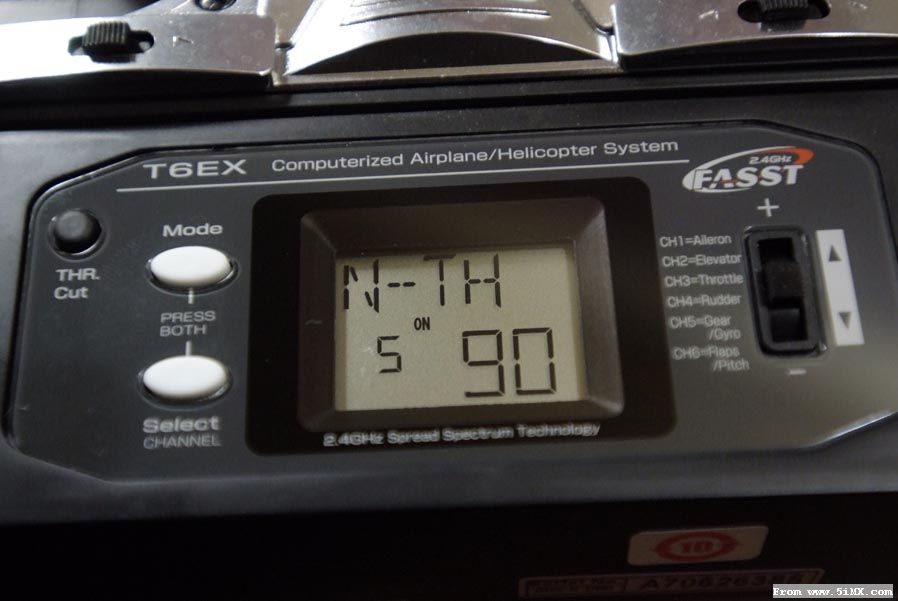 T6EX Computerized Airplane/Helicopter System
2.4GHz
FASST
THR.
Cut
Mode
PRESS
BOTH
Select
CHANNEL
N--TH
ON
5 90
2.4GHz Spread Spectrum Technology
+
CH1=Aileron
CH2=Elevator
CH3=Throttle
CH4=Rudder
CH5=Gear
/Gyro
CH6=Flaps
/Pitch
-
10
From www.5iMX.com